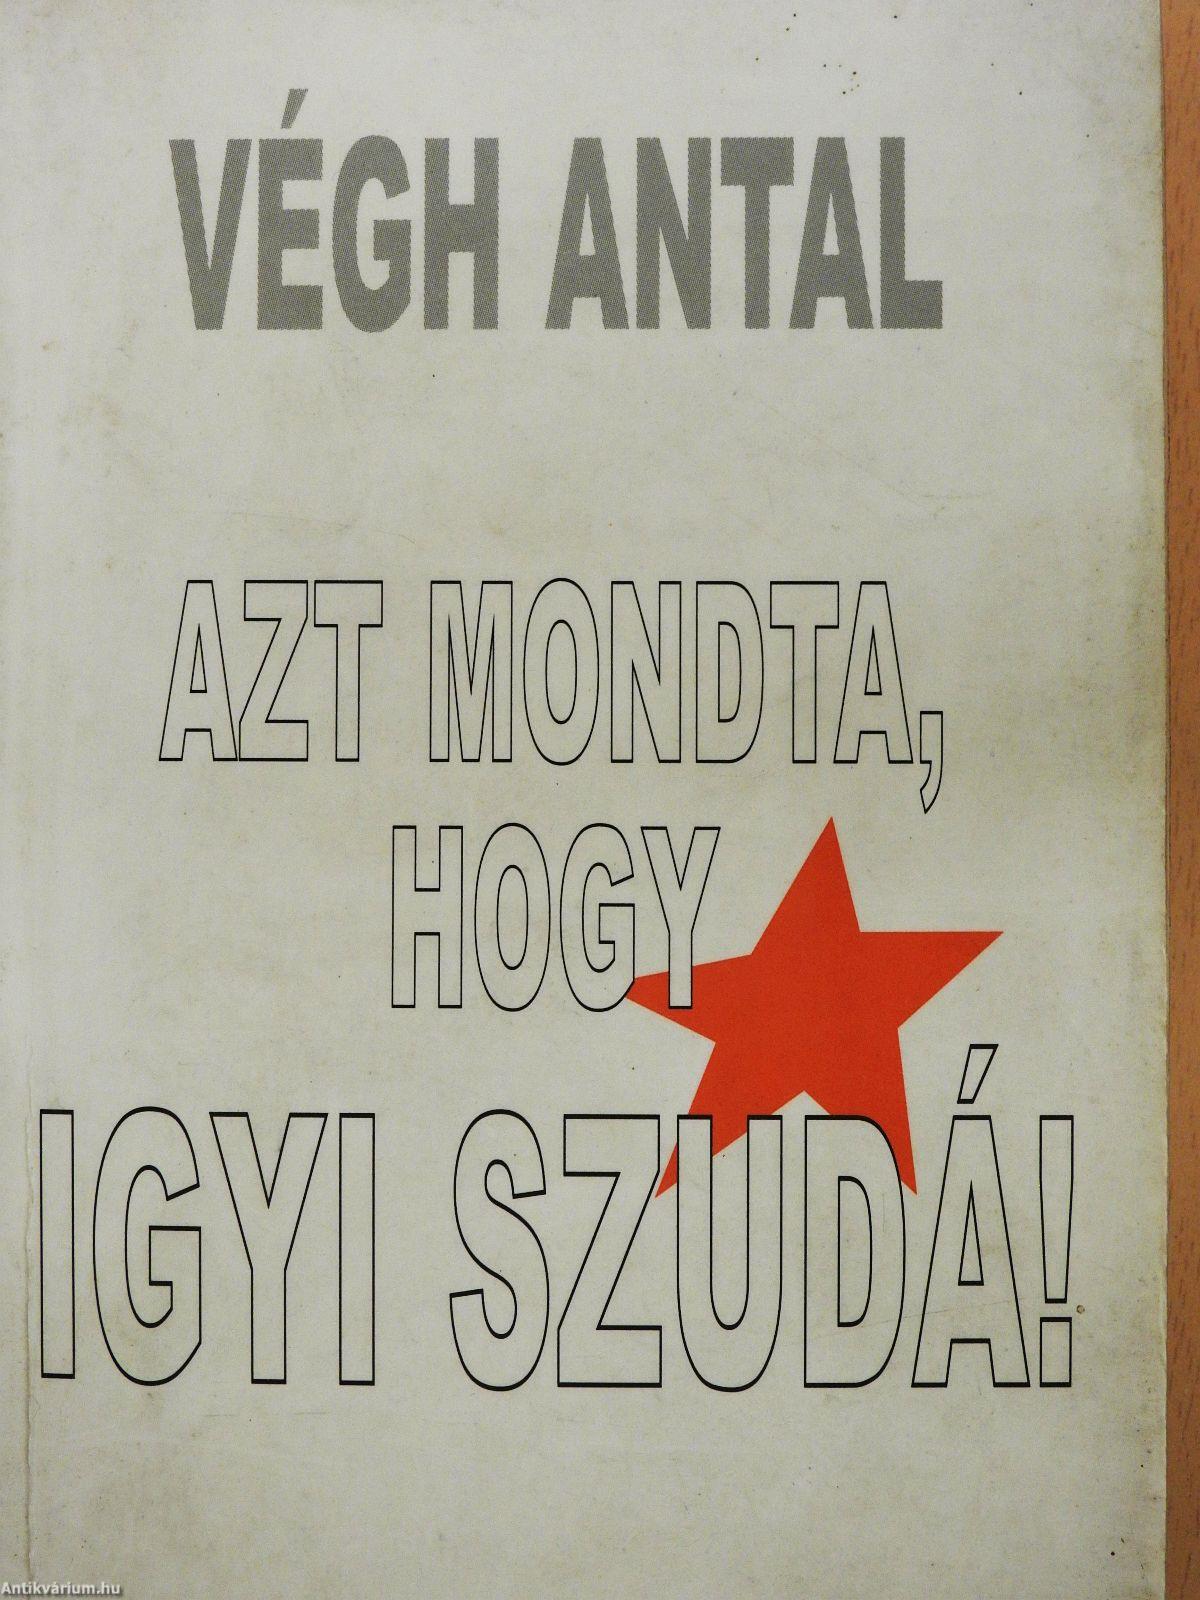 VÉGH ANTAL
AZT MONDTA,
HOGY
IGYI SZUDÁ!
Antikvárium.hu